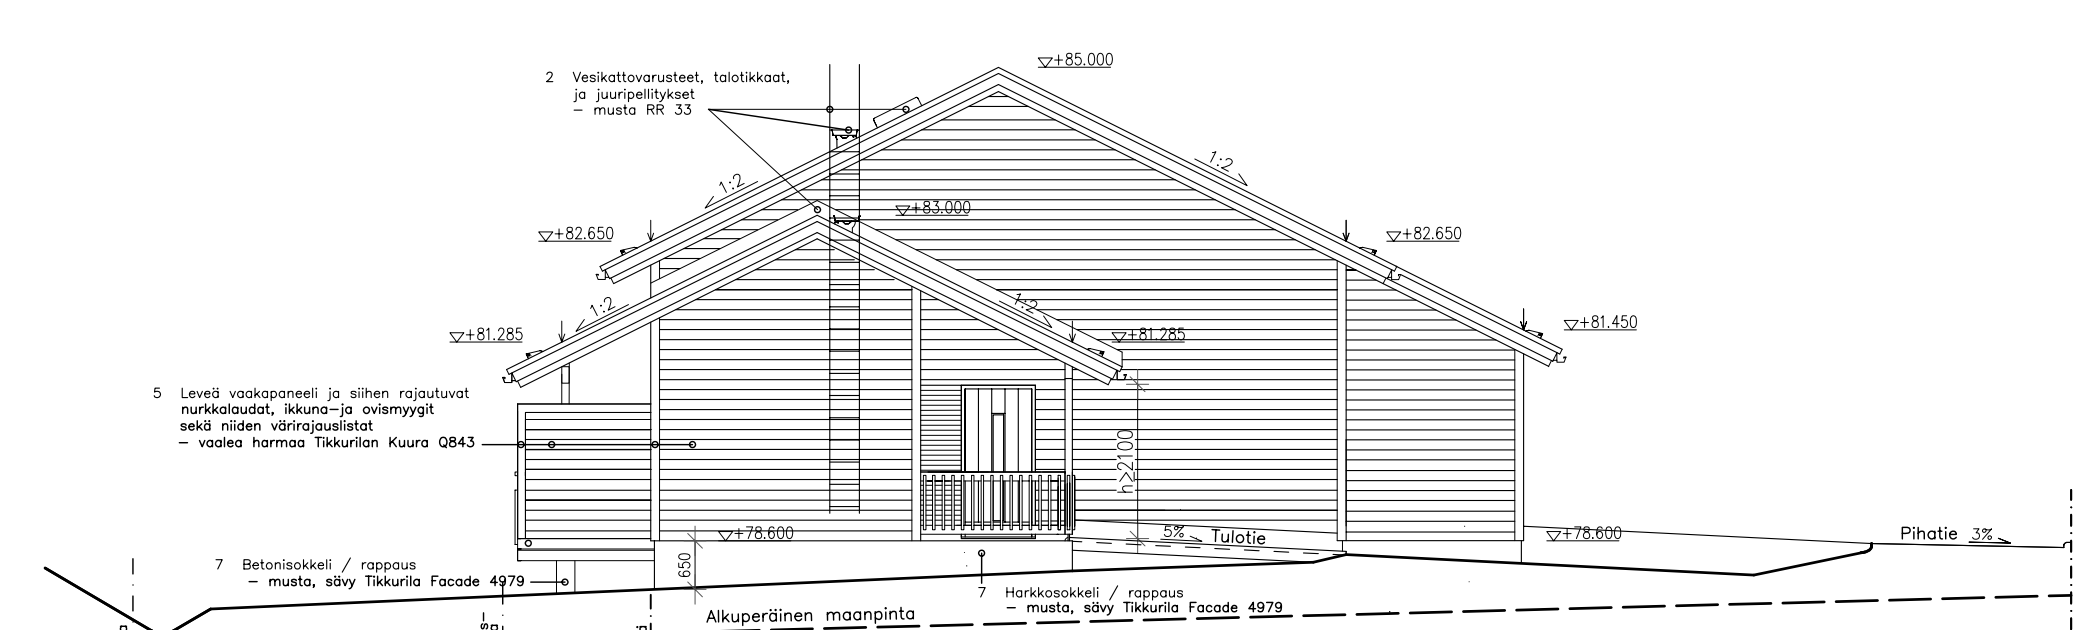 +85.000
2 Vesikattovarusteet, talotikkaat,
ja juuripellitykset
– musta RR 33
1:2
1:2
+83.000
+82.650
+82.650
1:2
1:2
+81.285
+81.285
+81.450
5 Leveä vaakapaneeli ja siihen rajautuvat
nurkkalaudat, ikkuna–ja ovismyygit
sekä niiden värirajauslistat
– vaalea harmaa Tikkurilan Kuura Q843
h≥2100
+78.600
5% Tulotie
+78.600
Pihatie 3%
650
7 Betonisokkeli / rappaus
– musta, sävy Tikkurila Facade 4979
7 Harkkosokkeli / rappaus
– musta, sävy Tikkurila Facade 4979
Alkuperäinen maanpinta